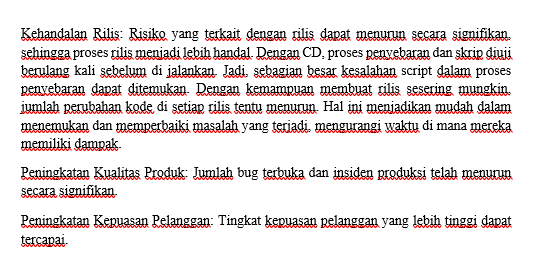 Kehandalan Rilis: Risiko yang terkait dengan rilis dapat menurun secara signifikan,
sehingga proses rilis menjadi lebih handal. Dengan CD, proses penyebaran dan skrip diuji
berulang kali sebelum di jalankan. Jadi, sebagian besar kesalahan script dalam proses
penyebaran dapat ditemukan. Dengan kemampuan membuat rilis sesering mungkin,
jumlah perubahan kode di setiap rilis tentu menurun. Hal ini menjadikan mudah dalam
menemukan dan memperbaiki masalah yang terjadi, mengurangi waktu di mana mereka
memiliki dampak.
Peningkatan Kualitas Produk: Jumlah bug terbuka dan insiden produksi telah menurun
secara signifikan.
Peningkatan Kepuasan Pelanggan: Tingkat kepuasan pelanggan yang lebih tinggi dapat
tercapai.